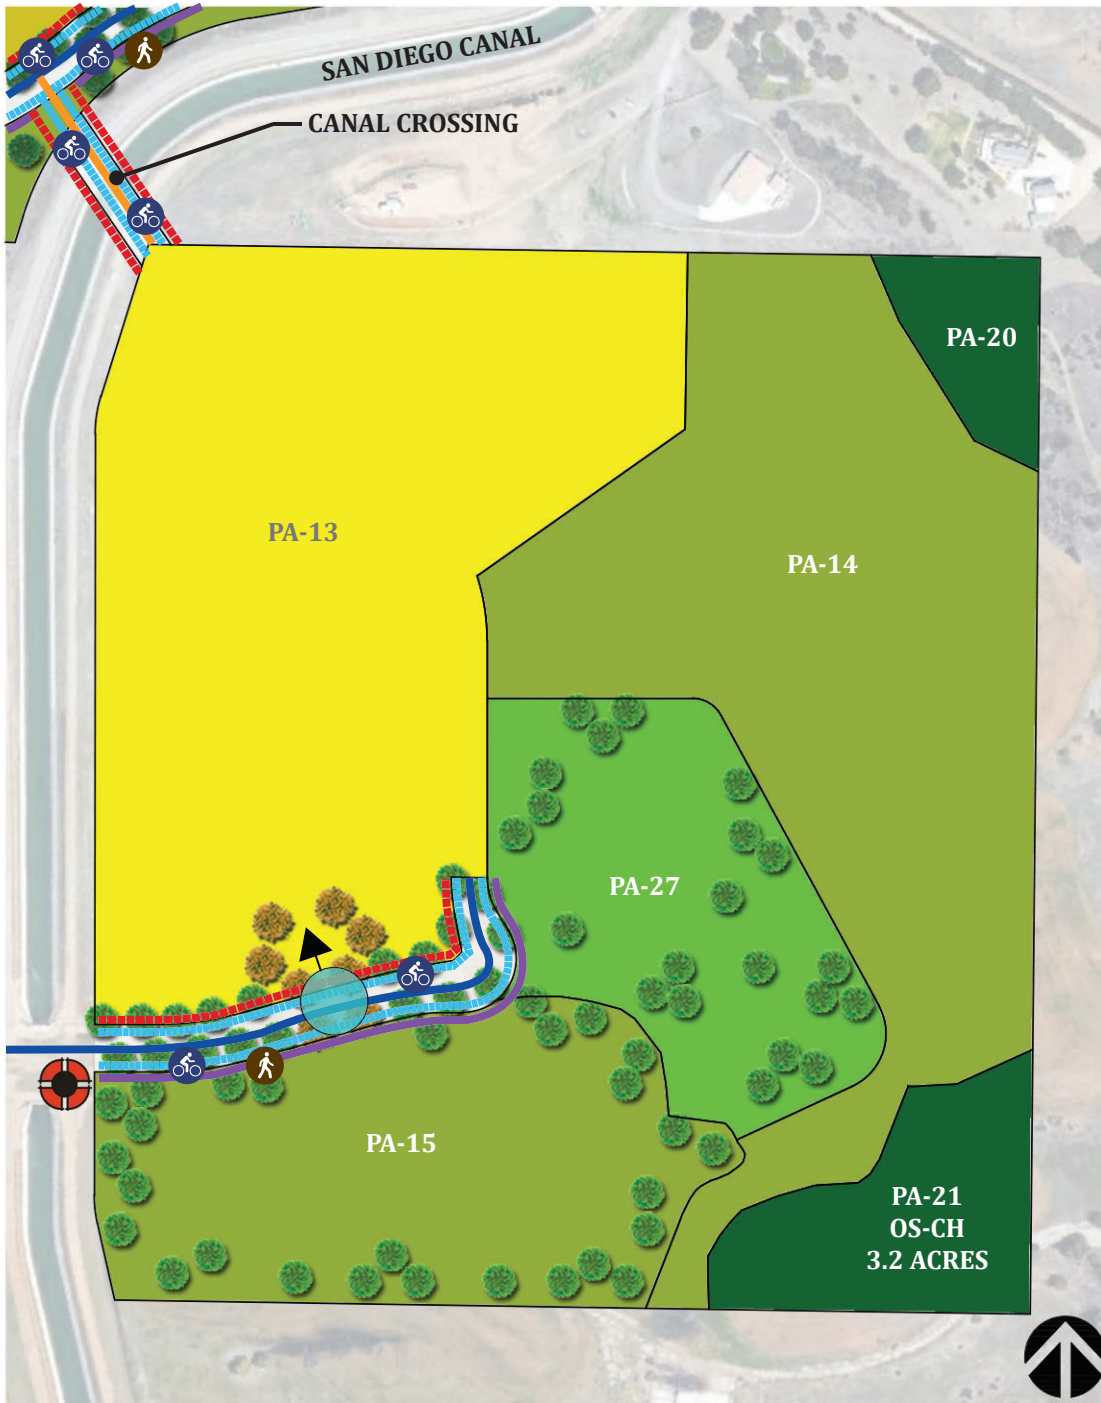 SAN DIEGO CANAL
CANAL CROSSING
PA-20
PA-13
PA-14
PA-27
PA-15
PA-21
OS-CH
3.2 ACRES